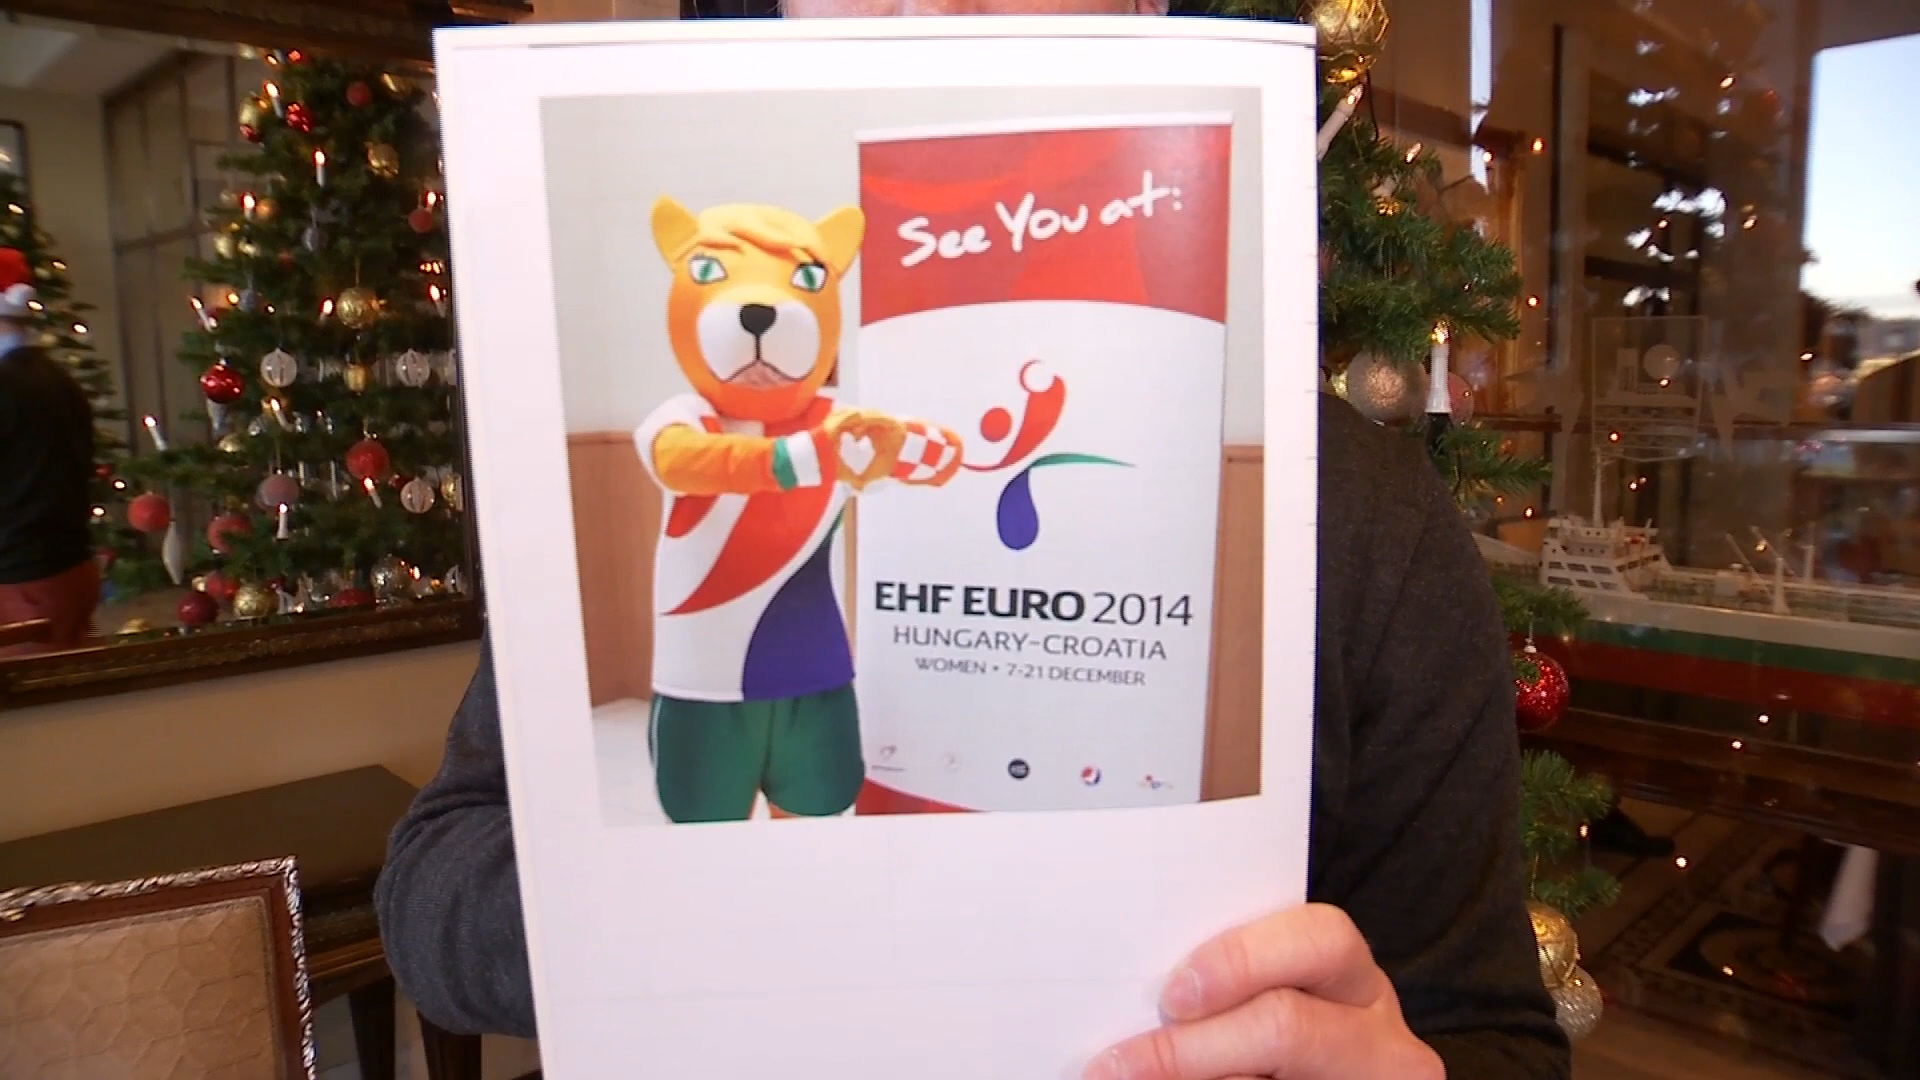 See You at:
EHF EURO 2014
HUNGARY-CROATIA
WOMEN • 7-21 DECEMBER